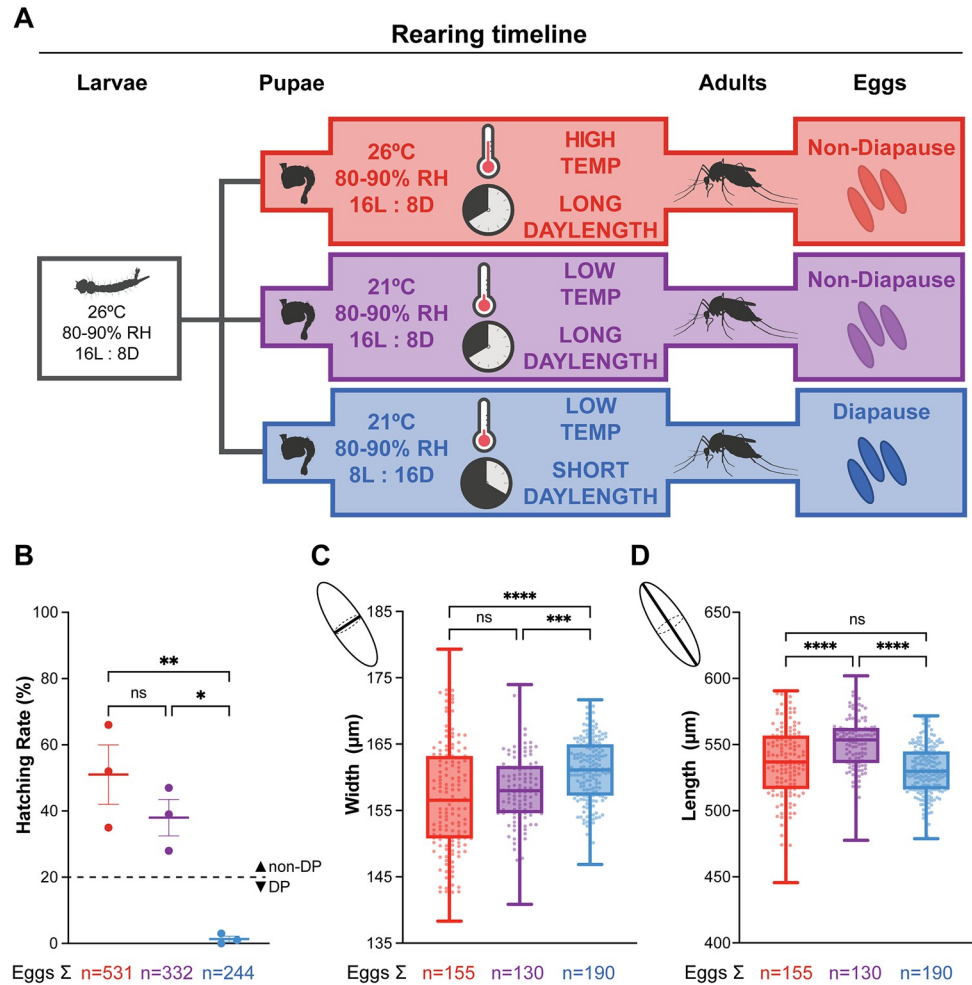 A
Rearing timeline
Larvae
Pupae
Adults
Eggs
26ºC
80-90% RH
16L : 8D
26ºC
80-90% RH
16L : 8D
HIGH
TEMP
LONG
DAYLENGTH
Non-Diapause
21ºC
80-90% RH
16L : 8D
LOW
TEMP
LONG
DAYLENGTH
Non-Diapause
21ºC
80-90% RH
8L : 16D
LOW
TEMP
SHORT
DAYLENGTH
Diapause
B
Hatching Rate (%)
100
80
60
40
20
0
**
ns
*
▲non-DP
▼DP
Eggs Σ n=531 n=332 n=244
C
Width (µm)
185
175
165
155
145
135
****
ns
***
Eggs Σ n=155 n=130 n=190
D
Length (µm)
650
600
550
500
450
400
ns
****
****
Eggs Σ n=155 n=130 n=190